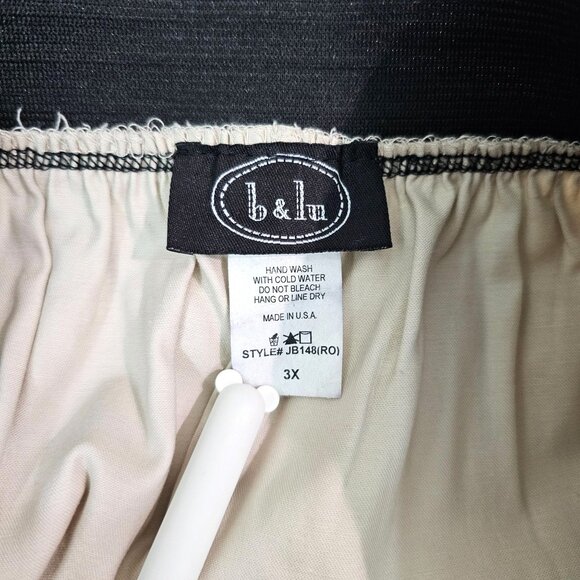 b & lu
HAND WASH
WITH COLD WATER
DO NOT BLEACH
HANG OR LINE DRY
MADE IN U.S.A.
STYLE# JB148(RO)
3X